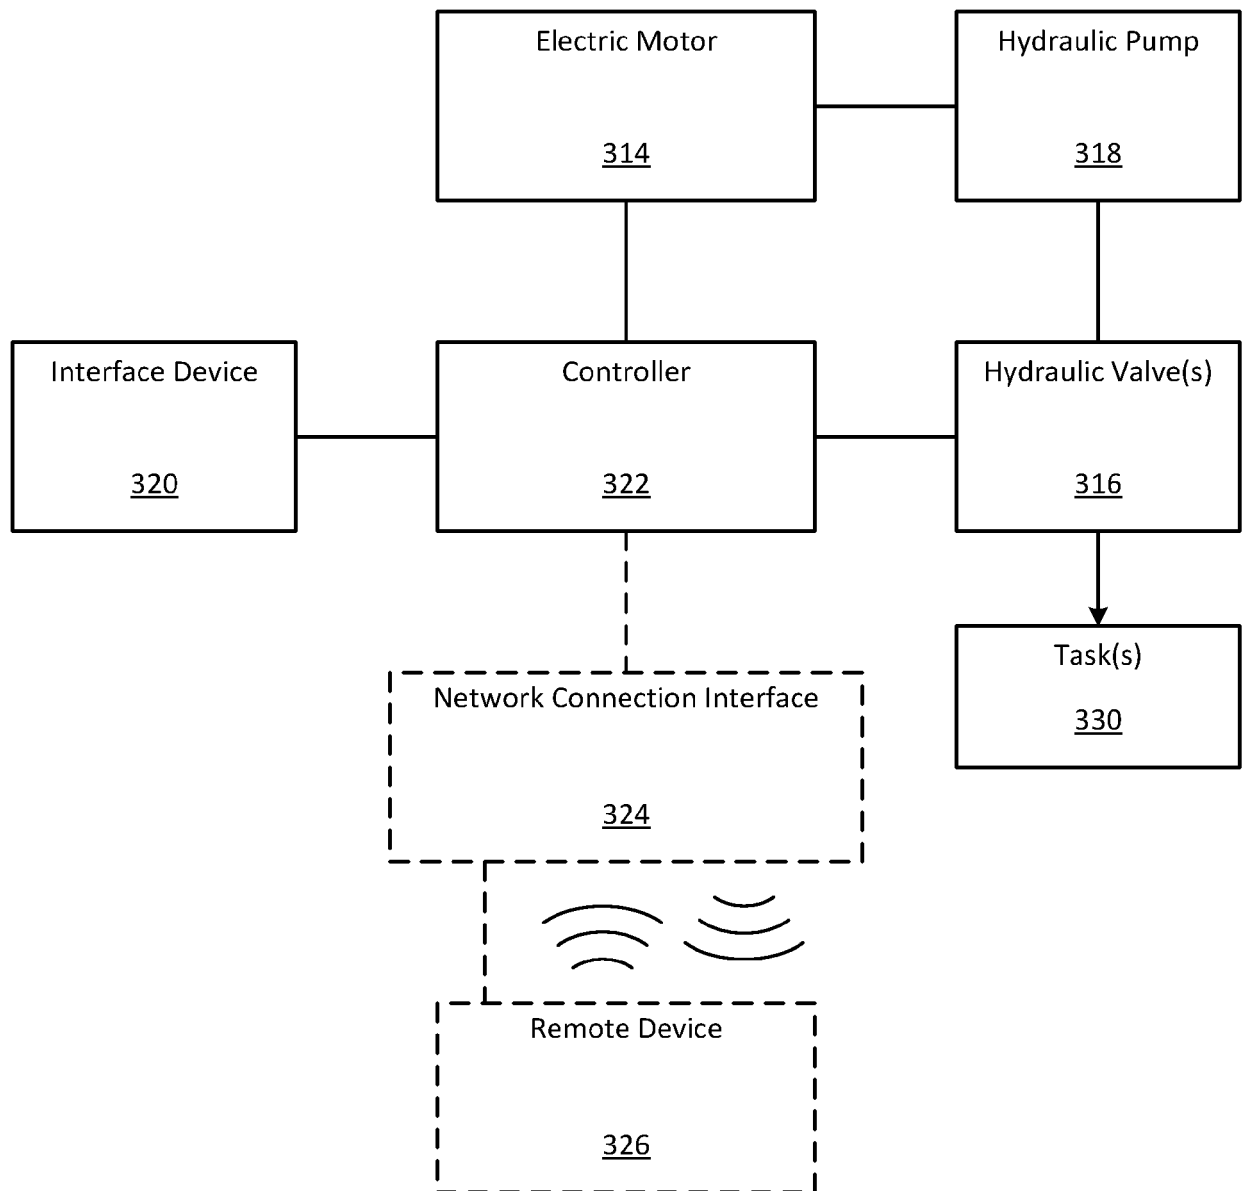 Electric Motor
314
Hydraulic Pump
318
Interface Device
320
Controller
322
Hydraulic Valve(s)
316
Network Connection Interface
324
Task(s)
330
Remote Device
326